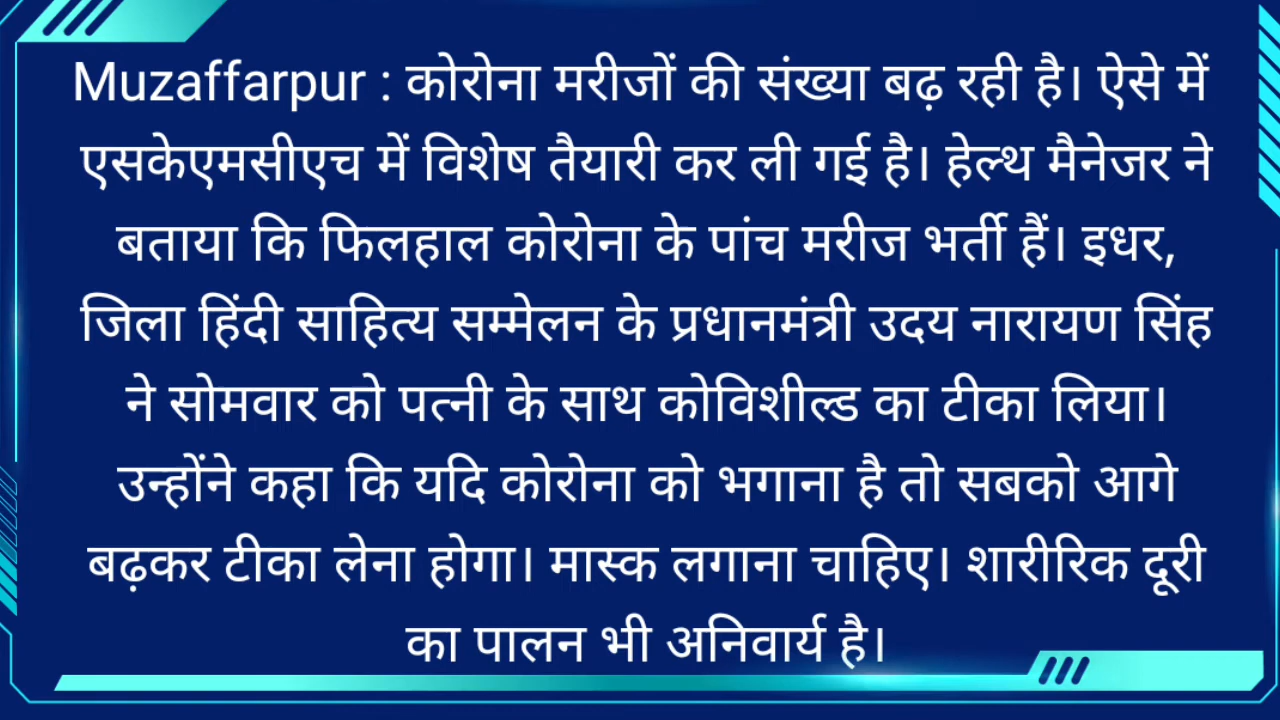 Muzaffarpur : कोरोना मरीजों की संख्या बढ़ रही है। ऐसे में
एसकेएमसीएच में विशेष तैयारी कर ली गई है। हेल्थ मैनेजर ने
बताया कि फिलहाल कोरोना के पांच मरीज भर्ती हैं। इधर,
जिला हिंदी साहित्य सम्मेलन के प्रधानमंत्री उदय नारायण सिंह
ने सोमवार को पत्नी के साथ कोविशील्ड का टीका लिया।
उन्होंने कहा कि यदि कोरोना को भगाना है तो सबको आगे
बढ़कर टीका लेना होगा। मास्क लगाना चाहिए। शारीरिक दूरी
का पालन भी अनिवार्य है।